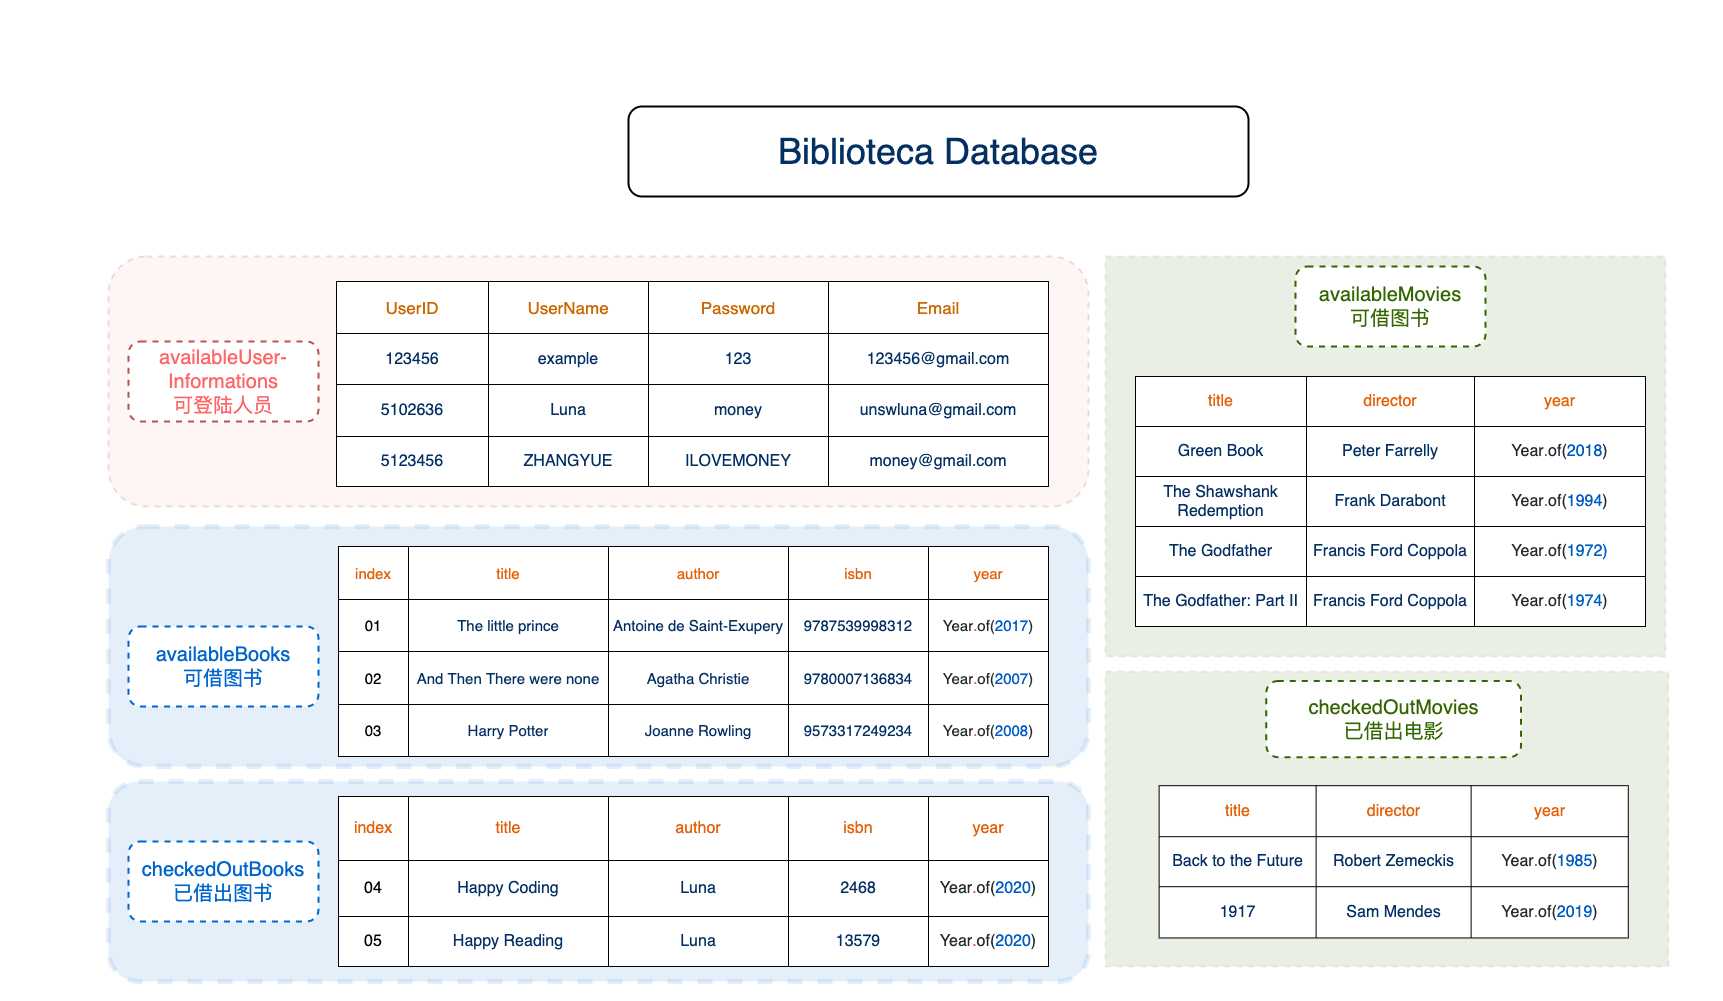 Biblioteca Database
availableUser-
Informations
可登陆人员
UserID UserName Password Email
123456 example 123 123456@gmail.com
5102636 Luna money unswluna@gmail.com
5123456 ZHANGYUE ILOVEMONEY money@gmail.com
availableBooks
可借图书
index title author isbn year
01 The little prince Antoine de Saint-Exupery 9787539998312 Year.of(2017)
02 And Then There were none Agatha Christie 9780007136834 Year.of(2007)
03 Harry Potter Joanne Rowling 9573317249234 Year.of(2008)
checkedOutBooks
已借出图书
index title author isbn year
04 Happy Coding Luna 2468 Year.of(2020)
05 Happy Reading Luna 13579 Year.of(2020)
availableMovies
可借图书
title director year
Green Book Peter Farrelly Year.of(2018)
The Shawshank
Redemption Frank Darabont Year.of(1994)
The Godfather Francis Ford Coppola Year.of(1972)
The Godfather: Part II Francis Ford Coppola Year.of(1974)
checkedOutMovies
已借出电影
title director year
Back to the Future Robert Zemeckis Year.of(1985)
1917 Sam Mendes Year.of(2019)